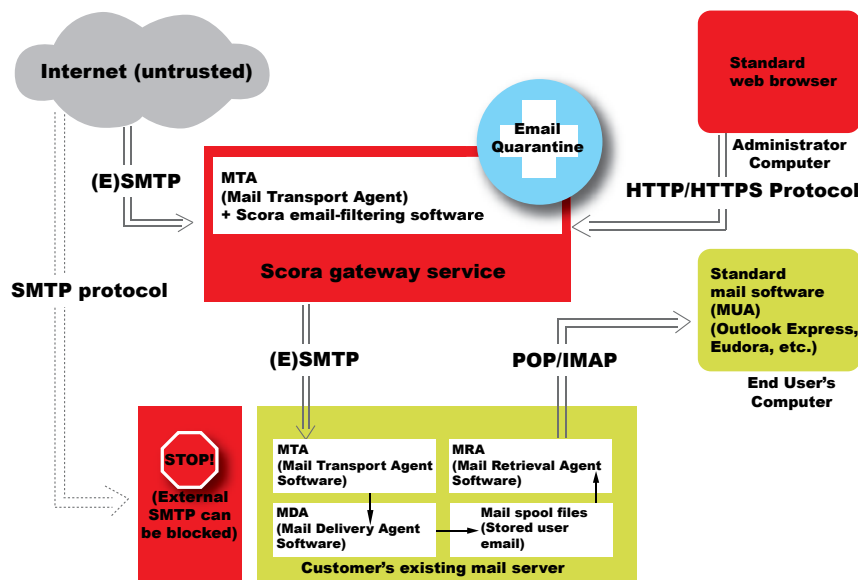 Internet (untrusted)
Standard
web browser
Administrator
Computer
Email
Quarantine
(E)SMTP
HTTP/HTTPS Protocol
MTA
(Mail Transport Agent)
+ Scora email-filtering software
Scora gateway service
SMTP protocol
Standard
mail software
(MUA)
(Outlook Express,
Eudora, etc.)
End User's
Computer
(E)SMTP
POP/IMAP
STOP!
(External
SMTP can
be blocked)
MTA
(Mail Transport Agent
Software)
MRA
(Mail Retrieval Agent
Software)
MDA
(Mail Delivery Agent
Software)
Mail spool files
(Stored user
email)
Customer's existing mail server